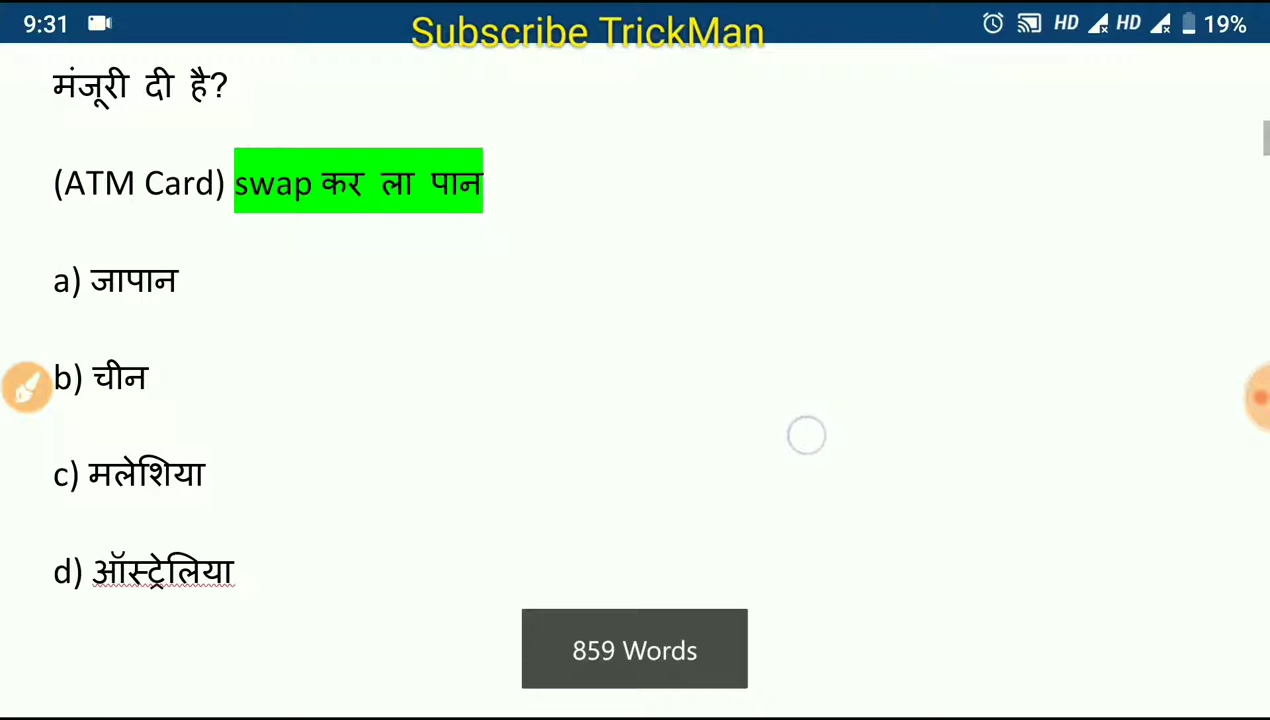 9:31
Subscribe TrickMan
HD HD 19%
मंजूरी दी है?
(ATM Card) swap कर ला पान
a) जापान
b) चीन
c) मलेशिया
d) ऑस्ट्रेलिया
859 Words